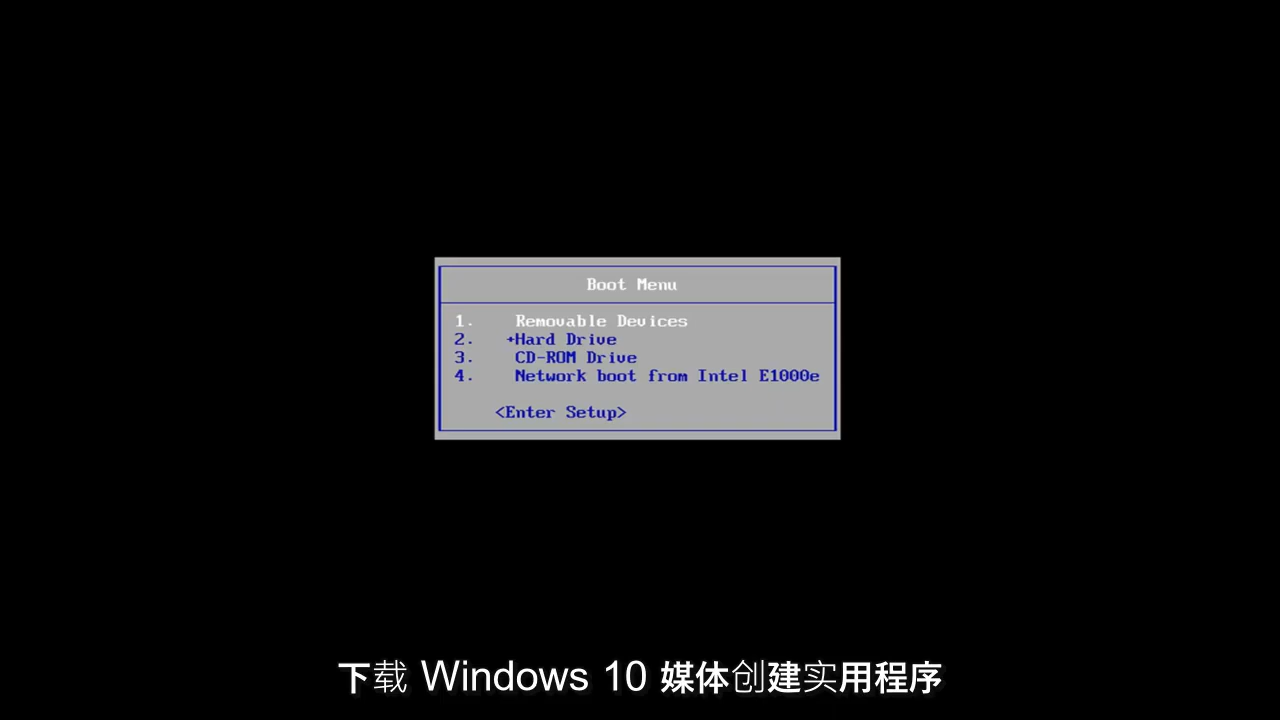 Boot Menu
1. Removable Devices
2. +Hard Drive
3. CD-ROM Drive
4. Network boot from Intel E1000e
<Enter Setup>
下载 Windows 10 媒体创建实用程序